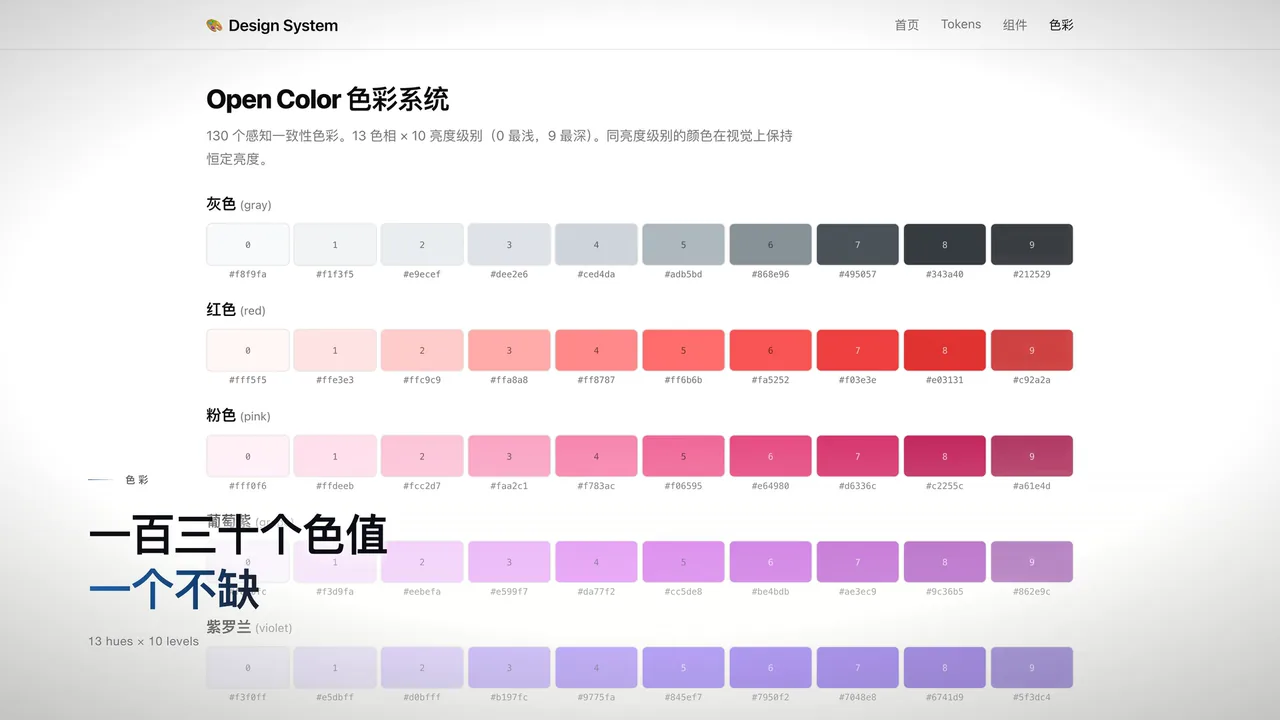 Design System
首页 Tokens 组件 色彩
Open Color 色彩系统
130 个感知一致性色彩。13 色相 × 10 亮度级别（0 最浅，9 最深）。同亮度级别的颜色在视觉上保持
恒定亮度。
灰色 (gray)
0 1 2 3 4 5 6 7 8 9
#f8f9fa #f1f3f5 #e9ecef #dee2e6 #ced4da #adb5bd #868e96 #495057 #343a40 #212529
红色 (red)
0 1 2 3 4 5 6 7 8 9
#fff5f5 #ffe3e3 #ffc9c9 #ffa8a8 #ff8787 #ff6b6b #fa5252 #f03e3e #e03131 #c92a2a
粉色 (pink)
0 1 2 3 4 5 6 7 8 9
#fff0f6 #ffdeeb #fcc2d7 #faa2c1 #f783ac #f06595 #e64980 #d6336c #c2255c #a61e4d
色彩
一百三十个色值
一个不缺
13 hues × 10 levels
葡萄紫
1 2 3 4 5 6 7 8 9
#f3d9fa #eebefa #e599f7 #da77f2 #cc5de8 #be4bdb #ae3ec9 #9c36b5 #862e9c
紫罗兰 (violet)
0 1 2 3 4 5 6 7 8 9
#f3f0ff #e5dbff #d0bfff #b197fc #9775fa #845ef7 #7950f2 #7048e8 #6741d9 #5f3dc4